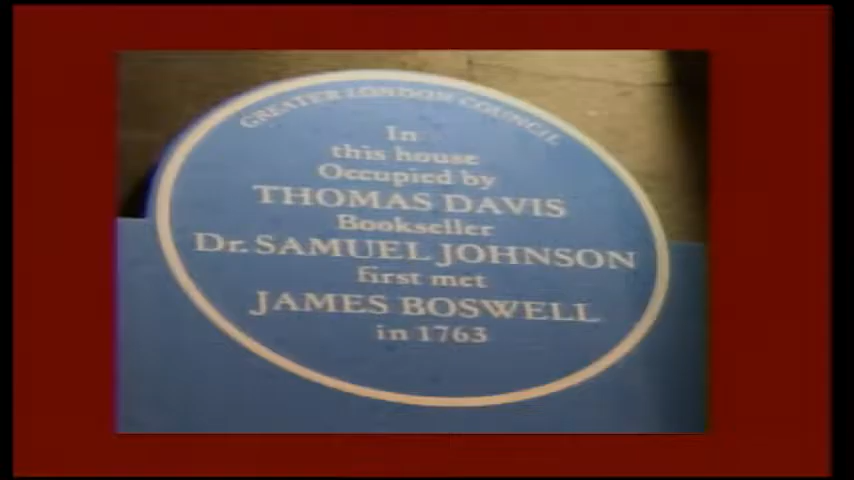 GREATER LONDON COUNCIL
In
this house
Occupied by
THOMAS DAVIS
Bookseller
Dr. SAMUEL JOHNSON
first met
JAMES BOSWELL
in 1763